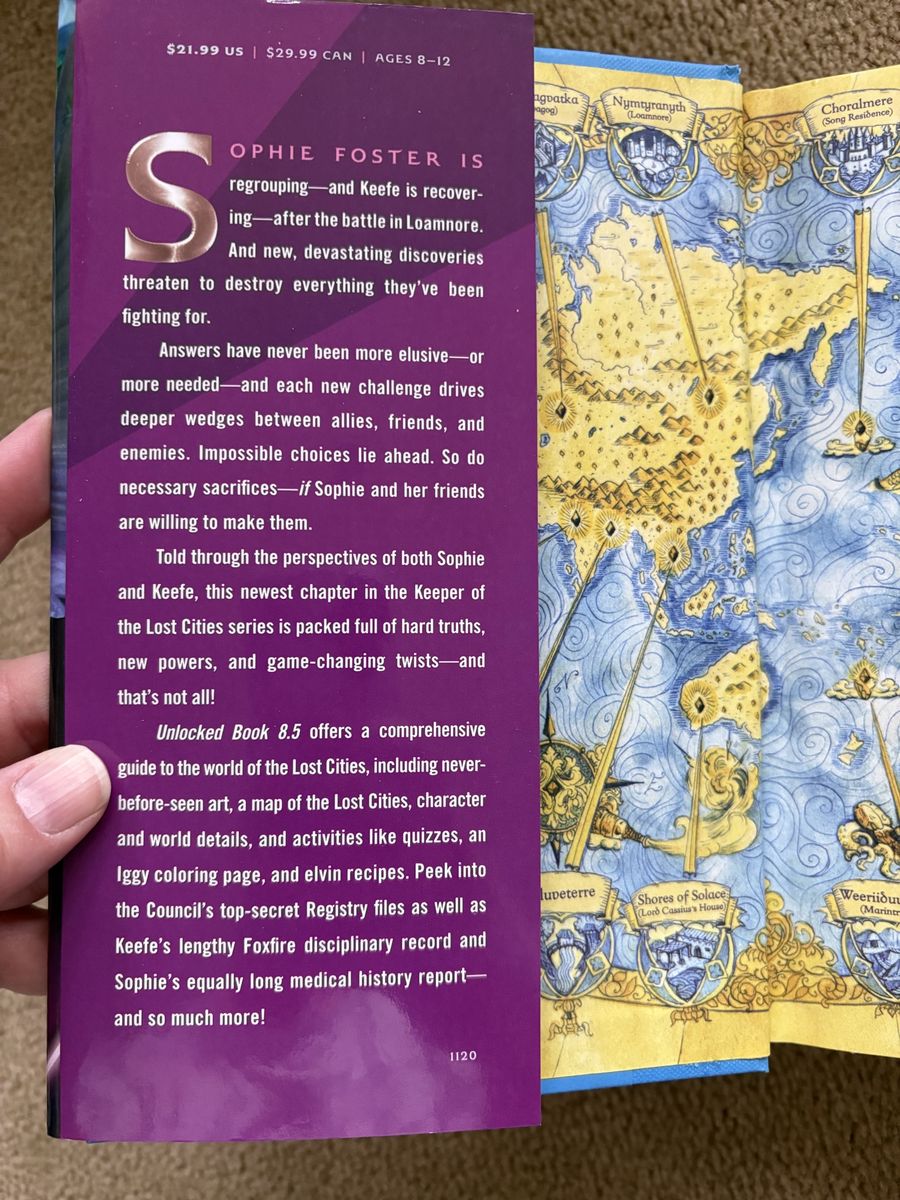 $21.99 US | $29.99 CAN | AGES 8–12
SOPHIE FOSTER IS
regrouping—and Keefe is recover-
ing—after the battle in Loamnore.
And new, devastating discoveries
threaten to destroy everything they've been
fighting for.
Answers have never been more elusive—or
more needed—and each new challenge drives
deeper wedges between allies, friends, and
enemies. Impossible choices lie ahead. So do
necessary sacrifices—if Sophie and her friends
are willing to make them.
Told through the perspectives of both Sophie
and Keefe, this newest chapter in the Keeper of
the Lost Cities series is packed full of hard truths,
new powers, and game-changing twists—and
that's not all!
Unlocked Book 8.5 offers a comprehensive
guide to the world of the Lost Cities, including never-
before-seen art, a map of the Lost Cities, character
and world details, and activities like quizzes, an
Iggy coloring page, and elvin recipes. Peek into
the Council's top-secret Registry files as well as
Keefe's lengthy Foxfire disciplinary record and
Sophie's equally long medical history report—
and so much more!
1120
Nymtyranyth
(Loamnore)
Choralmere
(Song Residence)
Shores of Solace
(Lord Cassius's House)